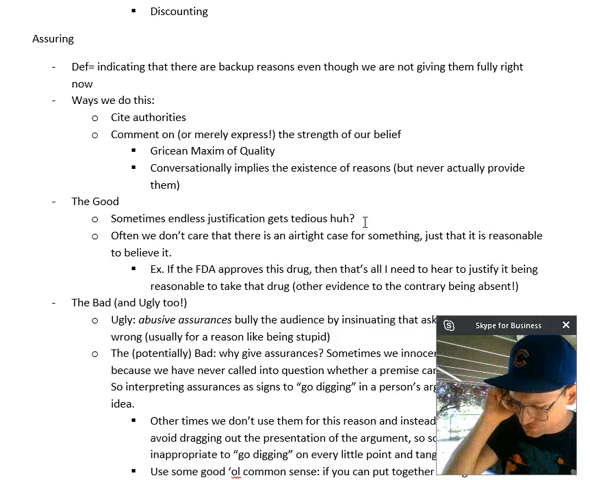 ▪ Discounting
Assuring
- Def= indicating that there are backup reasons even though we are not giving them fully right
now
- Ways we do this:
o Cite authorities
o Comment on (or merely express!) the strength of our belief
▪ Gricean Maxim of Quality
▪ Conversationally implies the existence of reasons (but never actually provide
them)
- The Good
o Sometimes endless justification gets tedious huh?
o Often we don't care that there is an airtight case for something, just that it is reasonable
to believe it.
▪ Ex. If the FDA approves this drug, then that's all I need to hear to justify it being
reasonable to take that drug (other evidence to the contrary being absent!)
- The Bad (and Ugly too!)
o Ugly: abusive assurances bully the audience by insinuating that ask
wrong (usually for a reason like being stupid)
o The (potentially) Bad: why give assurances? Sometimes we innocen
because we have never called into question whether a premise car
So interpreting assurances as signs to "go digging" in a person's arg
idea.
▪ Other times we don't use them for this reason and instead
avoid dragging out the presentation of the argument, so so
inappropriate to "go digging" on every little point and tang
▪ Use some good 'ol common sense: if you can put together
Skype for Business
C